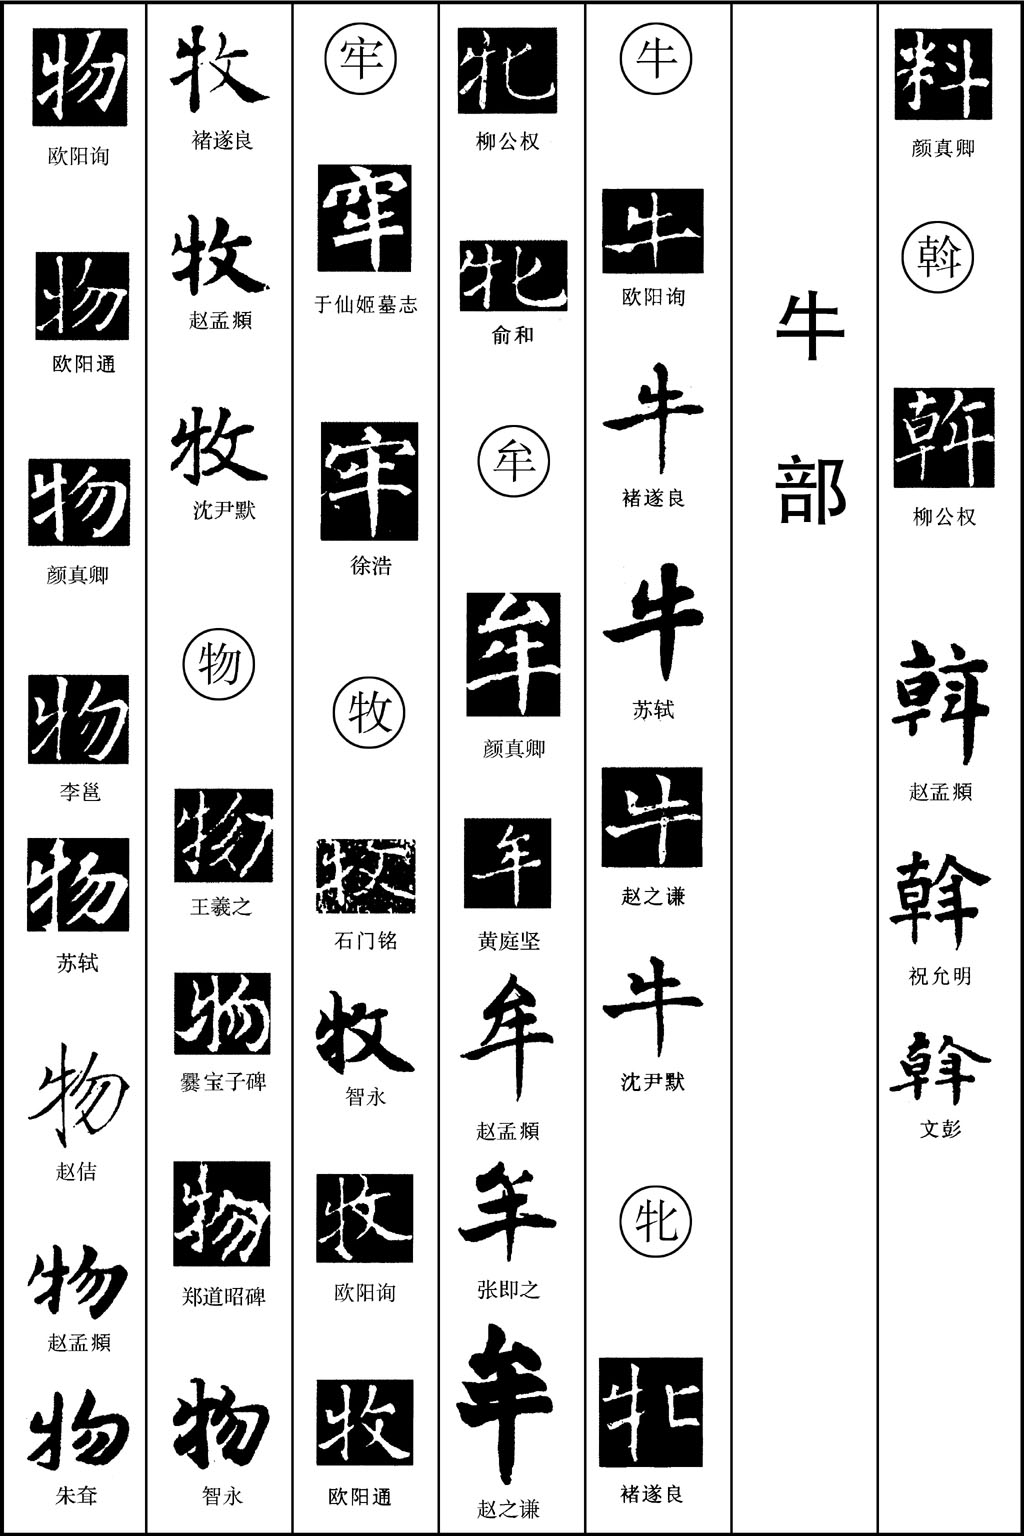 料
颜真卿
斡
斡
柳公权
斡
赵孟頫
斡
祝允明
斡
文彭
牛部
牛
牛
欧阳询
牛
褚遂良
牛
苏轼
牛
赵之谦
牛
沈尹默
牝
牝
褚遂良
牝
柳公权
牝
俞和
牟
牟
颜真卿
牟
黄庭坚
牟
赵孟頫
牟
张即之
牟
赵之谦
牢
牢
于仙姬墓志
牢
徐浩
牧
牧
石门铭
牧
智永
牧
欧阳询
牧
欧阳通
牧
褚遂良
牧
赵孟頫
牧
沈尹默
物
物
王羲之
物
爨宝子碑
物
郑道昭碑
物
智永
物
欧阳询
物
欧阳通
物
颜真卿
物
李邕
物
苏轼
物
赵佶
物
赵孟頫
物
朱耷